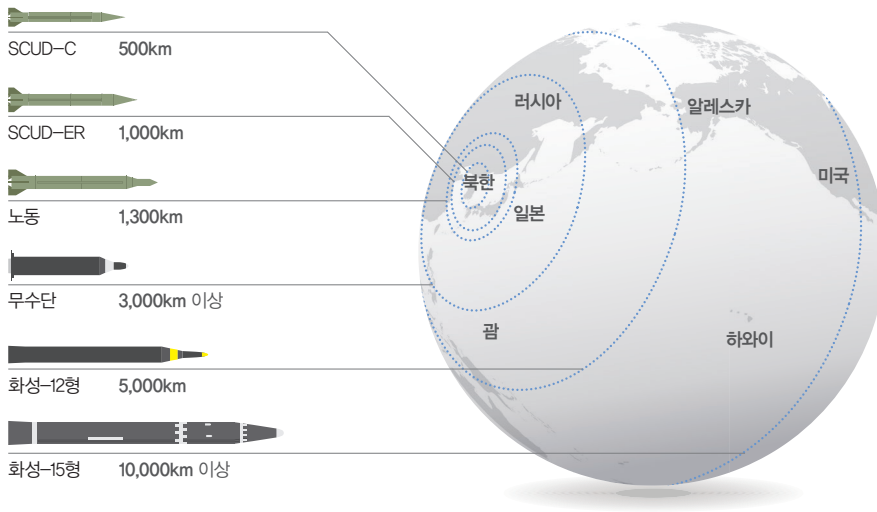 SCUD-C 500km
SCUD-ER 1,000km
노동 1,300km
무수단 3,000km 이상
화성-12형 5,000km
화성-15형 10,000km 이상
러시아
알래스카
북한
미국
일본
괌
하와이